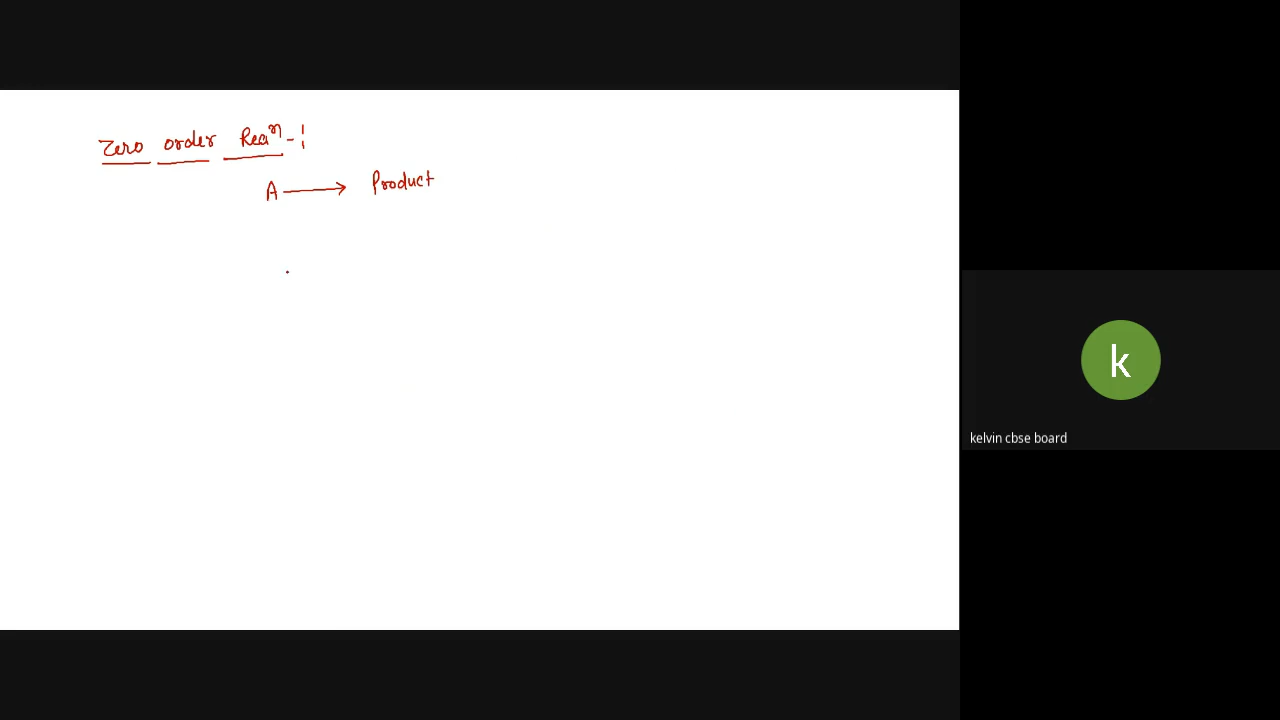 Zero order Reaⁿ -:
A ⟶ Product
k
kelvin cbse board